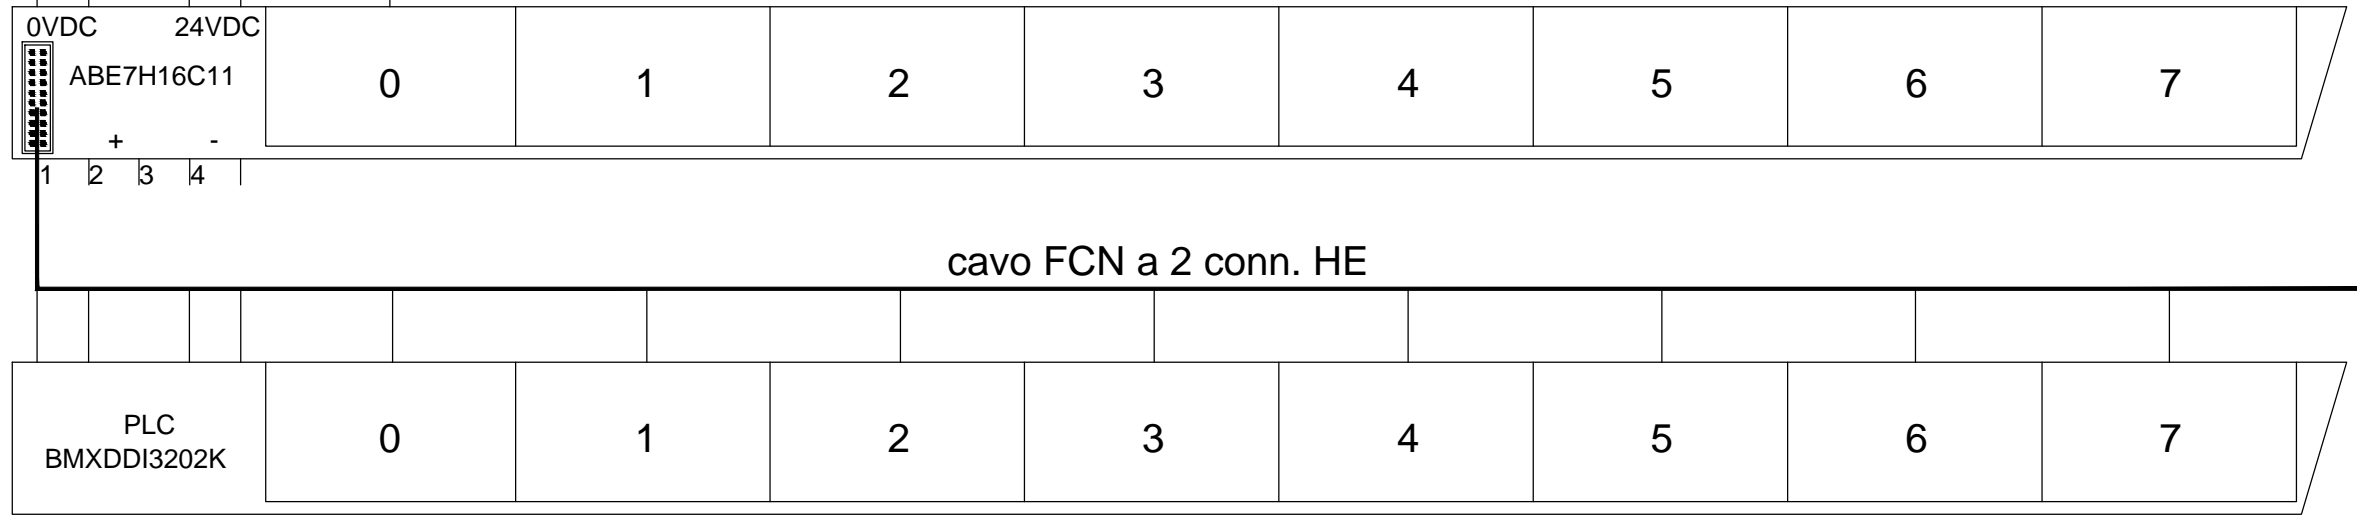 0VDC 24VDC
ABE7H16C11
0 1 2 3 4 5 6 7
+ -
1 2 3 4
cavo FCN a 2 conn. HE
PLC
BMXDDI3202K
0 1 2 3 4 5 6 7